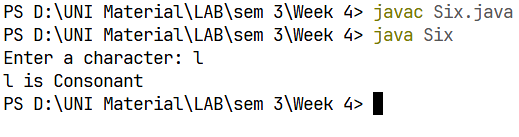 PS D:\UNI Material\LAB\sem 3\Week 4> javac Six.java
PS D:\UNI Material\LAB\sem 3\Week 4> java Six
Enter a character: l
l is Consonant
PS D:\UNI Material\LAB\sem 3\Week 4>